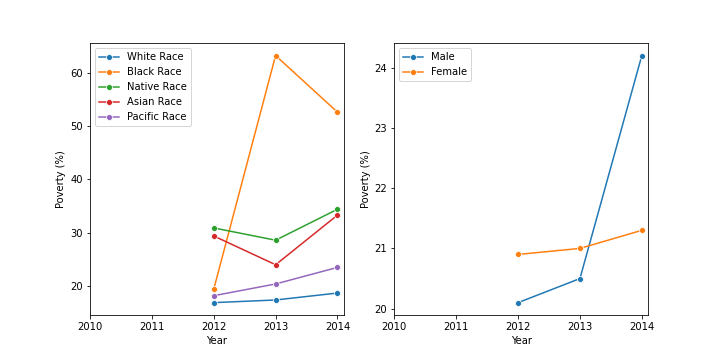 White Race
Black Race
Native Race
Asian Race
Pacific Race
60
50
40
30
20
Poverty (%)
2010 2011 2012 2013 2014
Year
Male
Female
24
23
22
21
20
Poverty (%)
2010 2011 2012 2013 2014
Year